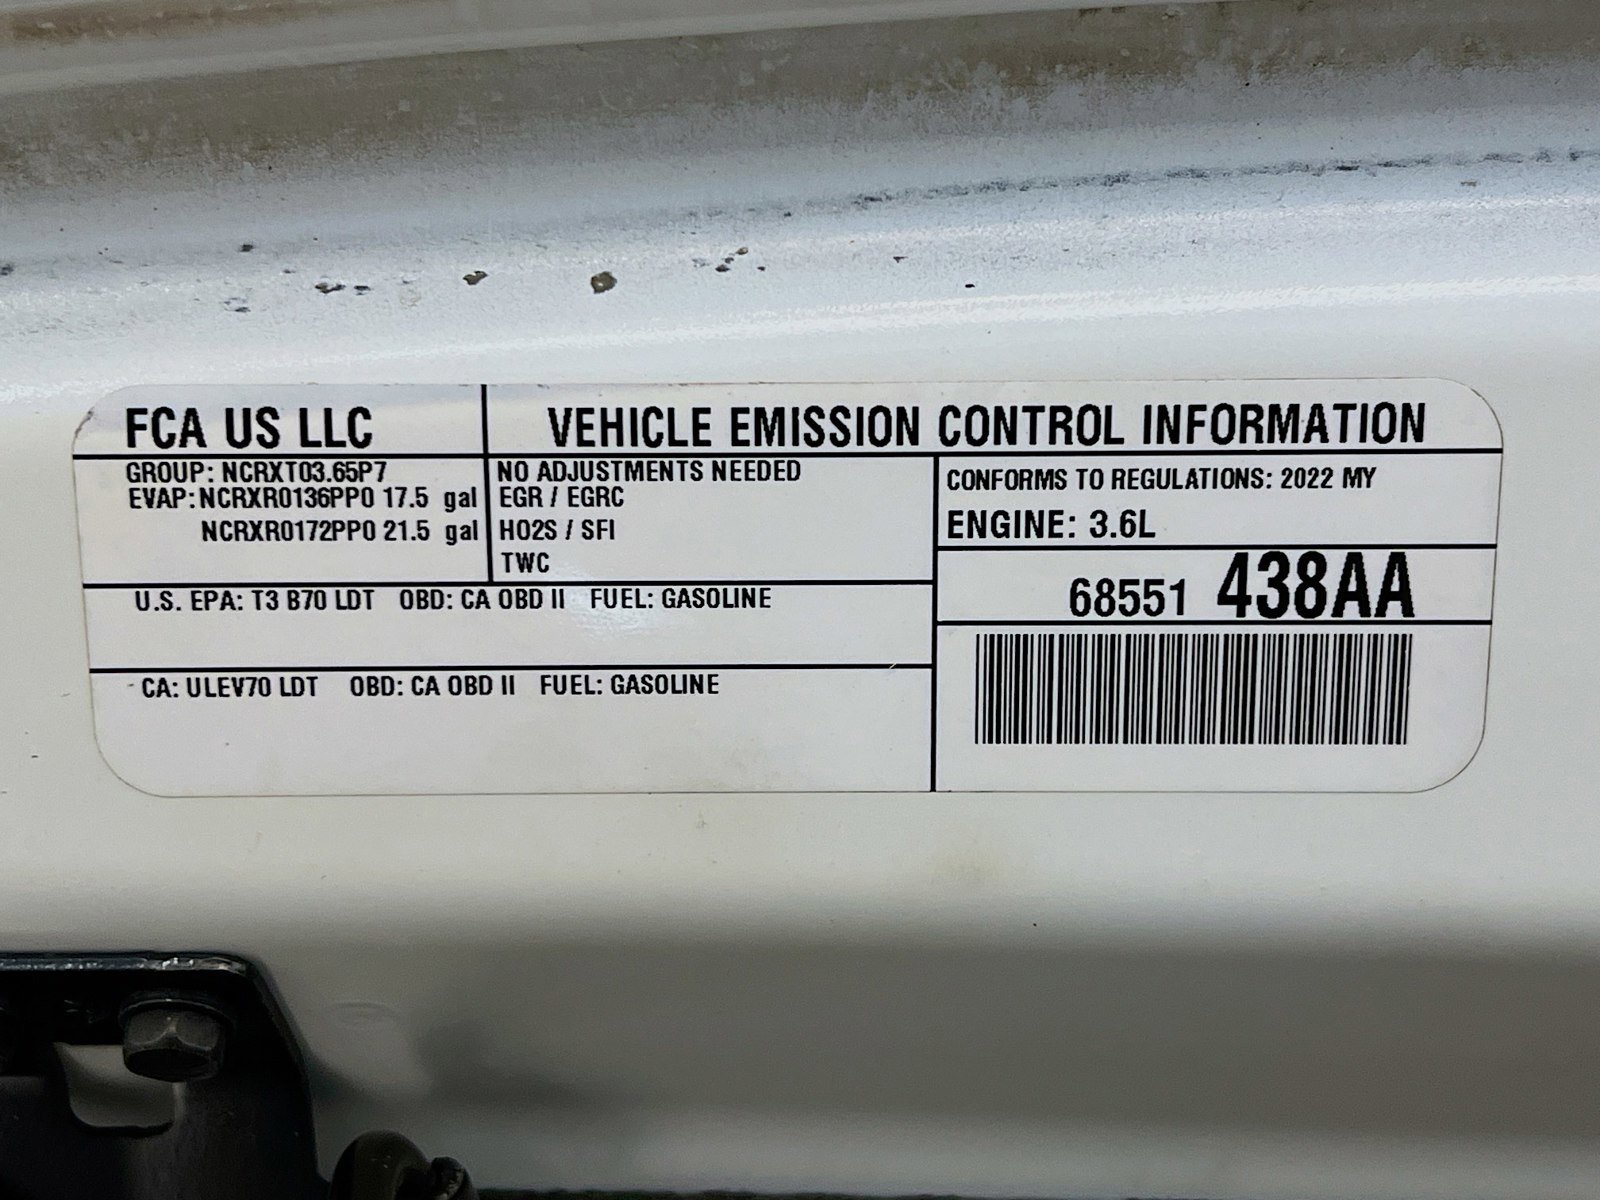 FCA US LLC
VEHICLE EMISSION CONTROL INFORMATION
GROUP: NCRXT03.65P7
EVAP: NCRXR0136PP0 17.5 gal
NCRXR0172PP0 21.5 gal
NO ADJUSTMENTS NEEDED
EGR / EGRC
HO2S / SFI
TWC
CONFORMS TO REGULATIONS: 2022 MY
ENGINE: 3.6L
68551 438AA
U.S. EPA: T3 B70 LDT OBD: CA OBD II FUEL: GASOLINE
CA: ULEV70 LDT OBD: CA OBD II FUEL: GASOLINE